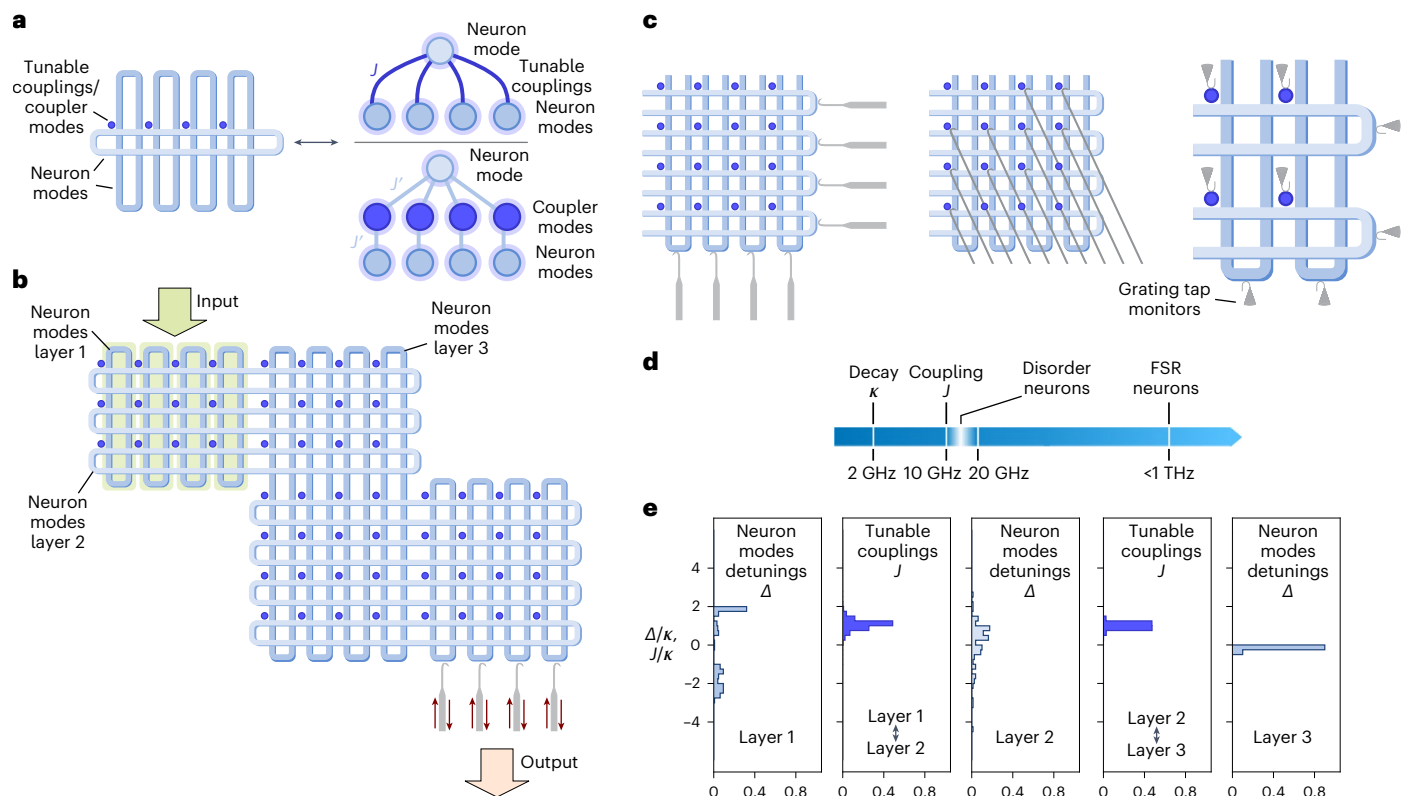 a
Tunable
couplings/
coupler
modes
Neuron
modes
Neuron
mode
J
Tunable
couplings
Neuron
modes
Neuron
mode
J′
Coupler
modes
J′
Neuron
modes
b
Input
Neuron
modes
layer 1
Neuron
modes
layer 3
Neuron
modes
layer 2
Output
c
Grating tap
monitors
d
Decay
κ
Coupling
J
Disorder
neurons
FSR
neurons
2 GHz
10 GHz
20 GHz
<1 THz
e
Δ/κ,
J/κ
4
2
0
−2
−4
Neuron
modes
detunings
Δ
Layer 1
0 0.4 0.8
Tunable
couplings
J
Layer 1
Layer 2
0 0.4 0.8
Neuron
modes
detunings
Δ
Layer 2
0 0.4 0.8
Tunable
couplings
J
Layer 2
Layer 3
0 0.4 0.8
Neuron
modes
detunings
Δ
Layer 3
0 0.4 0.8